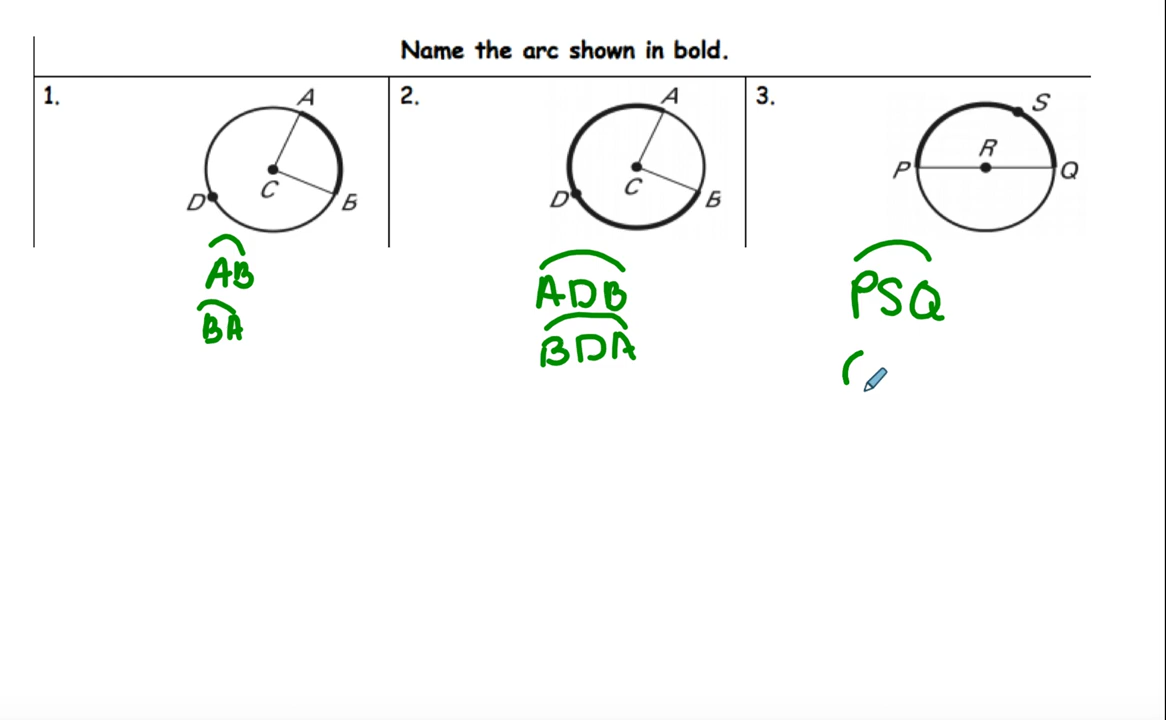 Name the arc shown in bold.
1.
A
C
D
B
2.
A
C
D
B
3.
S
R
P
Q
AB
BA
ADB
BDA
PSQ